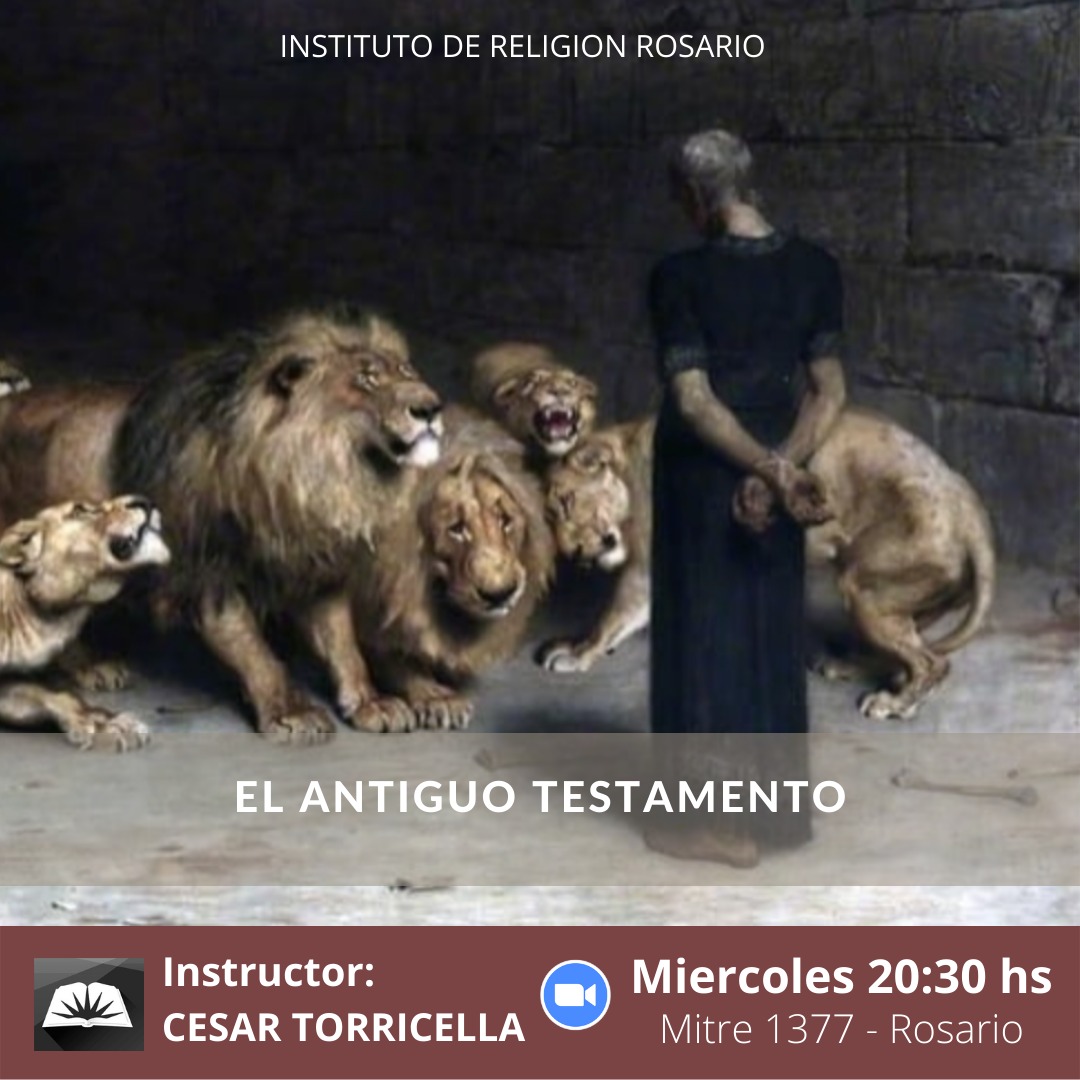 INSTITUTO DE RELIGION ROSARIO
EL ANTIGUO TESTAMENTO
Instructor:
CESAR TORRICELLA
Miercoles 20:30 hs
Mitre 1377 - Rosario